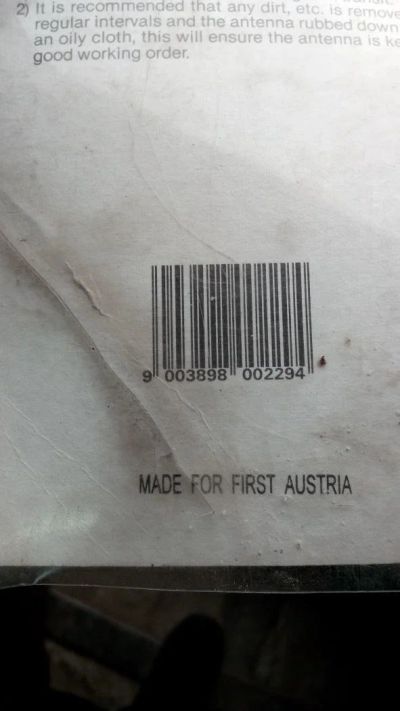 2) It is recommended that any dirt, etc. is remove
regular intervals and the antenna rubbed down
an oily cloth, this will ensure the antenna is ke
good working order.
9 003898 002294
MADE FOR FIRST AUSTRIA